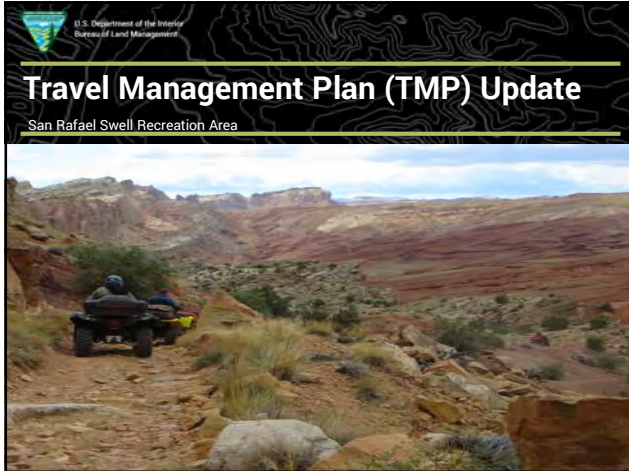 U.S. Department of the Interior
Bureau of Land Management
Travel Management Plan (TMP) Update
San Rafael Swell Recreation Area